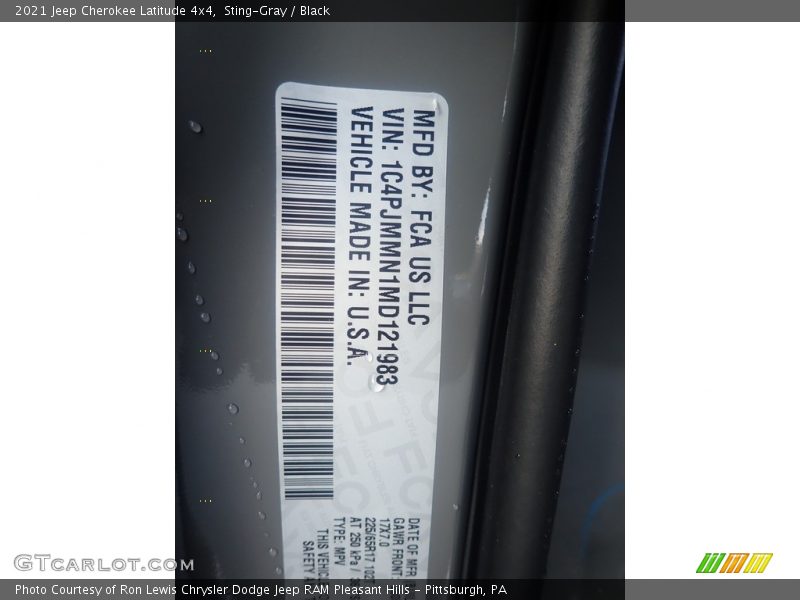 2021 Jeep Cherokee Latitude 4x4, Sting-Gray / Black
MFD BY: FCA US LLC
VIN: 1C4PJMMN1MD121983
VEHICLE MADE IN: U.S.A.
DATE OF MFR
GAWR FRONT
17X7.0
225/65R17
AT 250 kPa /
TYPE: MPV
THIS
SAFETY
GTCARLOT.COM
Photo Courtesy of Ron Lewis Chrysler Dodge Jeep RAM Pleasant Hills – Pittsburgh, PA